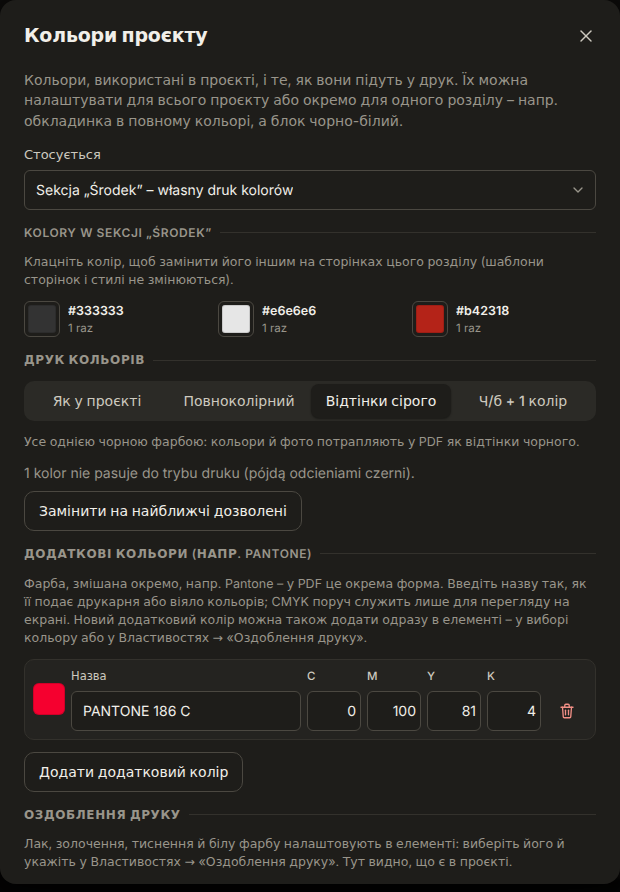 Кольори проєкту
Кольори, використані в проєкті, і те, як вони підуть у друк. Їх можна
налаштувати для всього проєкту або окремо для одного розділу – напр.
обкладинка в повному кольорі, а блок чорно-білий.
Стосується
Sekcja „Środek” – własny druk kolorów
KOLORY W SEKCJI „ŚRODEK”
Клацніть колір, щоб замінити його іншим на сторінках цього розділу (шаблони
сторінок і стилі не змінюються).
#333333
1 raz
#e6e6e6
1 raz
#b42318
1 raz
ДРУК КОЛЬОРІВ
Як у проєкті
Повноколірний
Відтінки сірого
Ч/б + 1 колір
Усе однією чорною фарбою: кольори й фото потрапляють у PDF як відтінки чорного.
1 kolor nie pasuje do trybu druku (pójdą odcieniami czerni).
Замінити на найближчі дозволені
ДОДАТКОВІ КОЛЬОРИ (НАПР. PANTONE)
Фарба, змішана окремо, напр. Pantone – у PDF це окрема форма. Введіть назву так, як
її подає друкарня або віяло кольорів; CMYK поруч служить лише для перегляду на
екрані. Новий додатковий колір можна також додати одразу в елементі – у виборі
кольору або у Властивостях → «Оздоблення друку».
Назва
C
M
Y
K
PANTONE 186 C
0
100
81
4
Додати додатковий колір
ОЗДОБЛЕННЯ ДРУКУ
Лак, золочення, тиснення й білу фарбу налаштовують в елементі: виберіть його й
укажіть у Властивостях → «Оздоблення друку». Тут видно, що є в проєкті.